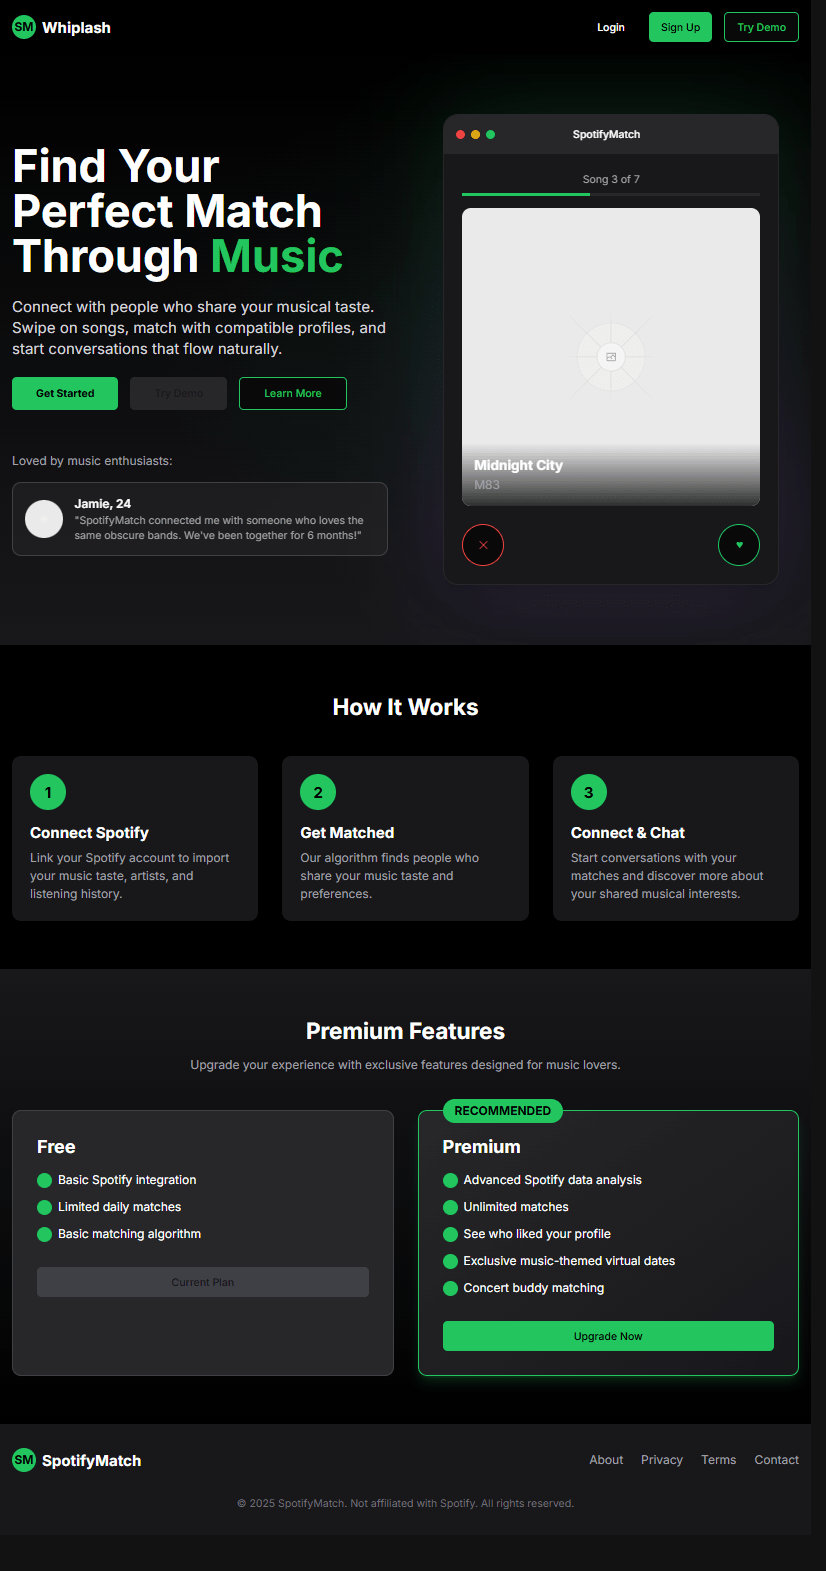 SM Whiplash
Login
Sign Up
Try Demo
SpotifyMatch
Song 3 of 7
Midnight City
M83
Find Your
Perfect Match
Through Music
Connect with people who share your musical taste.
Swipe on songs, match with compatible profiles, and
start conversations that flow naturally.
Get Started
Try Demo
Learn More
Loved by music enthusiasts:
Jamie, 24
"SpotifyMatch connected me with someone who loves the
same obscure bands. We've been together for 6 months!"
How It Works
1
Connect Spotify
Link your Spotify account to import
your music taste, artists, and
listening history.
2
Get Matched
Our algorithm finds people who
share your music taste and
preferences.
3
Connect & Chat
Start conversations with your
matches and discover more about
your shared musical interests.
Premium Features
Upgrade your experience with exclusive features designed for music lovers.
Free
Basic Spotify integration
Limited daily matches
Basic matching algorithm
Current Plan
RECOMMENDED
Premium
Advanced Spotify data analysis
Unlimited matches
See who liked your profile
Exclusive music-themed virtual dates
Concert buddy matching
Upgrade Now
SM SpotifyMatch
About
Privacy
Terms
Contact
© 2025 SpotifyMatch. Not affiliated with Spotify. All rights reserved.